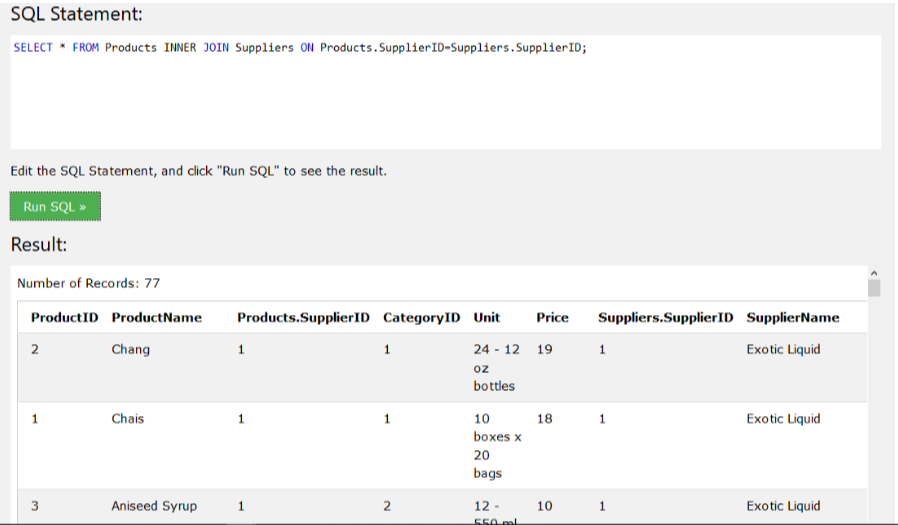 SQL Statement:
SELECT * FROM Products INNER JOIN Suppliers ON Products.SupplierID=Suppliers.SupplierID;
Edit the SQL Statement, and click "Run SQL" to see the result.
Run SQL »
Result:
Number of Records: 77
ProductID ProductName Products.SupplierID CategoryID Unit Price Suppliers.SupplierID SupplierName
2 Chang 1 1 24 - 12 19 1 Exotic Liquid
oz
bottles
1 Chais 1 1 10 18 1 Exotic Liquid
boxes x
20
bags
3 Aniseed Syrup 1 2 12 - 10 1 Exotic Liquid
550 ml